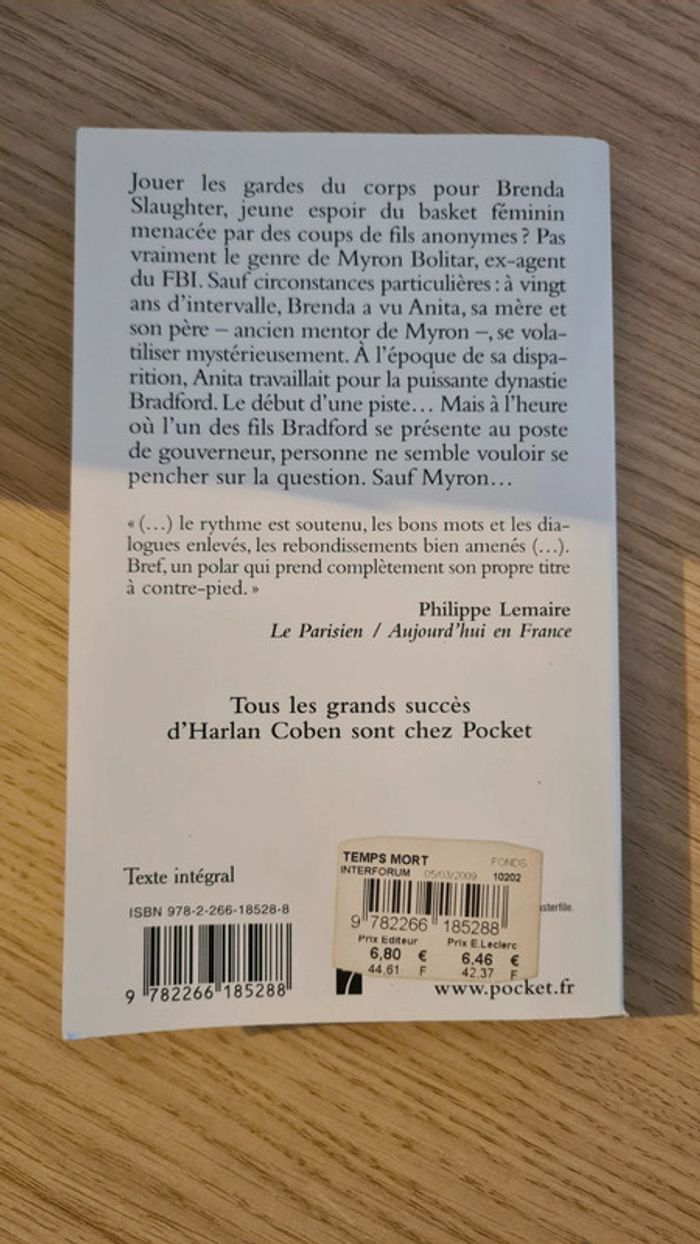 Jouer les gardes du corps pour Brenda
Slaughter, jeune espoir du basket féminin
menacée par des coups de fils anonymes ? Pas
vraiment le genre de Myron Bolitar, ex-agent
du FBI. Sauf circonstances particulières : à vingt
ans d'intervalle, Brenda a vu Anita, sa mère et
son père – ancien mentor de Myron –, se vola-
tiliser mystérieusement. À l'époque de sa dispa-
rition, Anita travaillait pour la puissante dynastie
Bradford. Le début d'une piste… Mais à l'heure
où l'un des fils Bradford se présente au poste
de gouverneur, personne ne semble vouloir se
pencher sur la question. Sauf Myron…
« (…) le rythme est soutenu, les bons mots et les dia-
logues enlevés, les rebondissements bien amenés (…).
Bref, un polar qui prend complètement son propre titre
à contre-pied. »
Philippe Lemaire
Le Parisien / Aujourd'hui en France
Tous les grands succès
d'Harlan Coben sont chez Pocket
Texte intégral
ISBN 978-2-266-18528-8
9 782266 185288
TEMPS MORT FONDS
INTERFORUM 05/03/2009 10202
9 782266 185288
Prix Editeur Prix E.Leclerc
6,80 € 6,46 €
44,61 F 42,37 F
www.pocket.fr